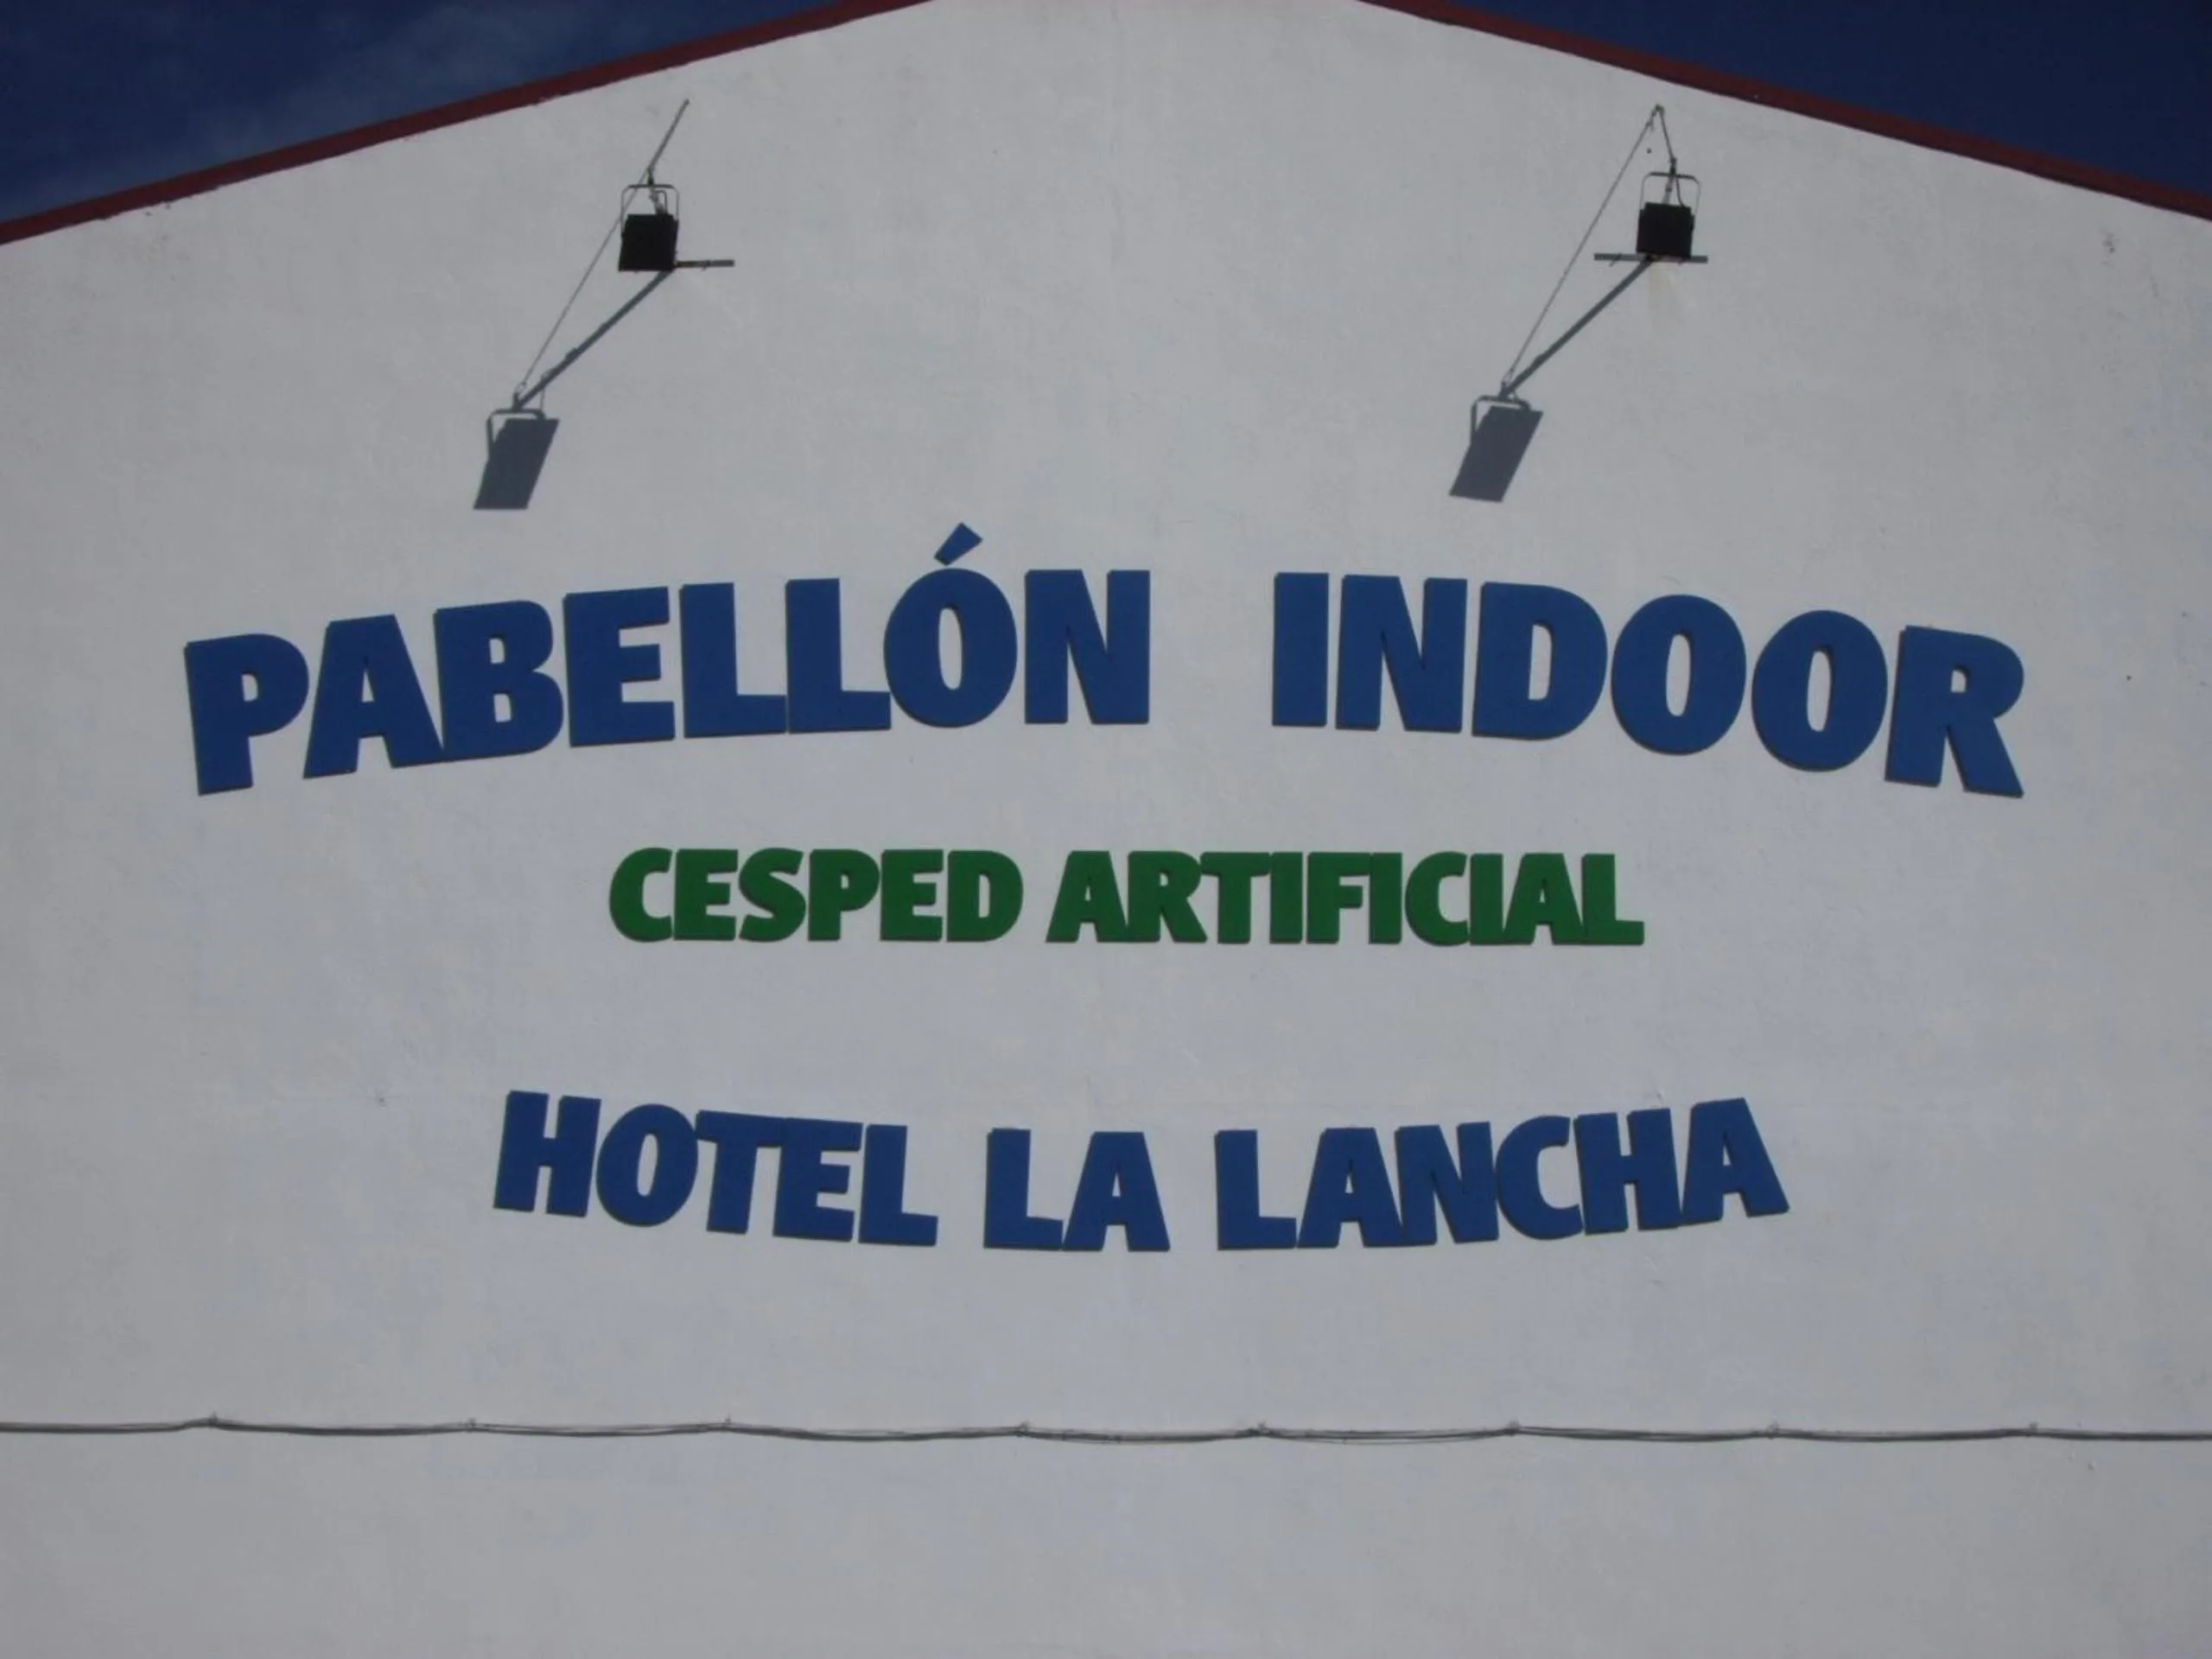 PABELLÓN INDOOR
CESPED ARTIFICIAL
HOTEL LA LANCHA